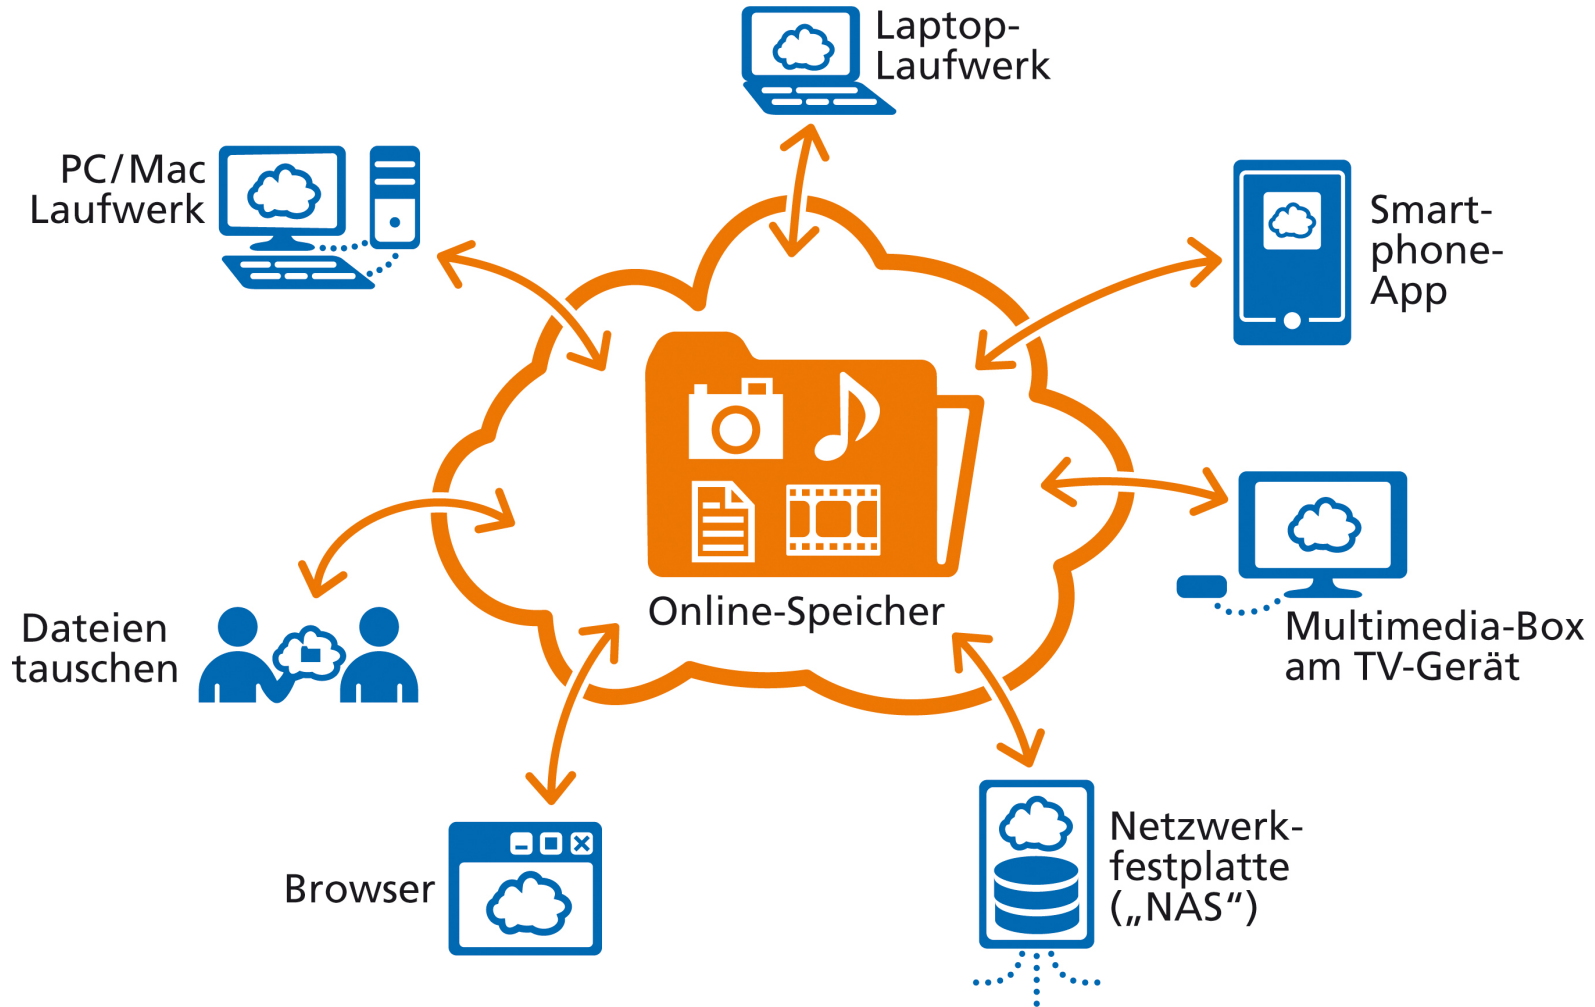 Laptop-
Laufwerk
PC/Mac
Laufwerk
Smart-
phone-
App
Online-Speicher
Multimedia-Box
am TV-Gerät
Dateien
tauschen
Netzwerk-
festplatte
(„NAS“)
Browser